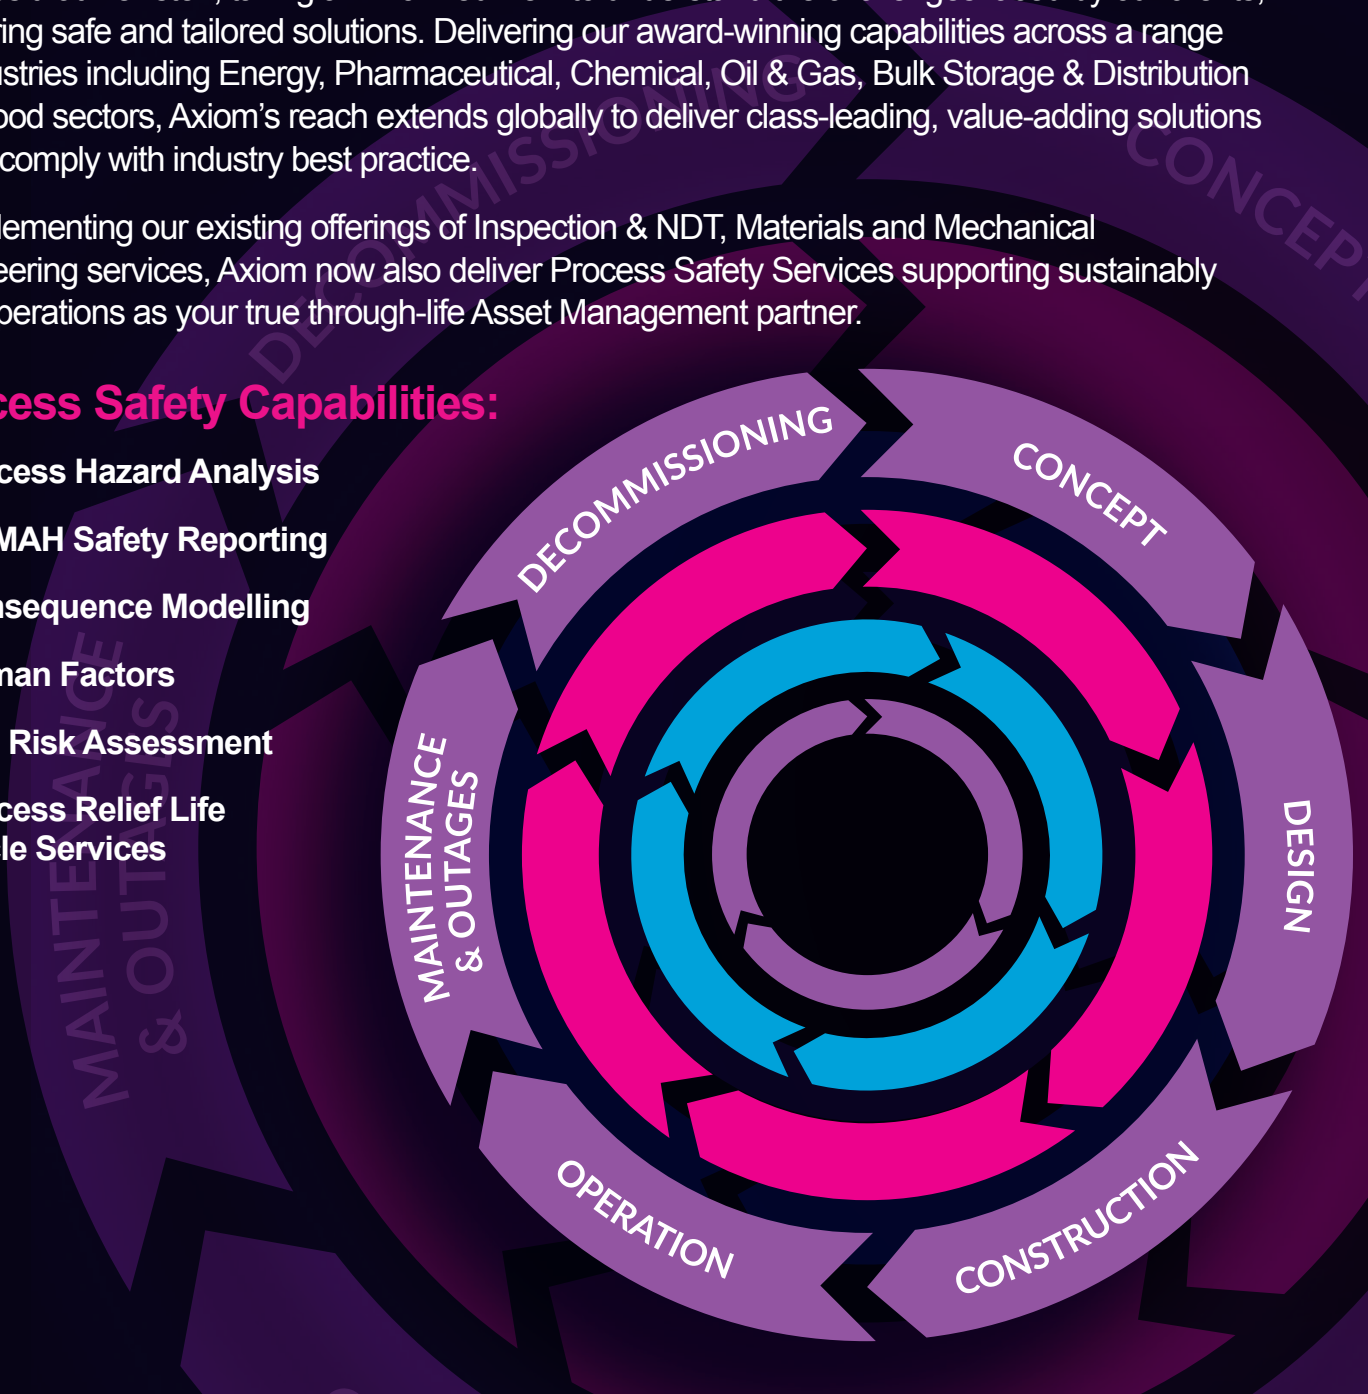 ring safe and tailored solutions. Delivering our award-winning capabilities across a range
ustries including Energy, Pharmaceutical, Chemical, Oil & Gas, Bulk Storage & Distribution
ood sectors, Axiom's reach extends globally to deliver class-leading, value-adding solutions
comply with industry best practice.
lementing our existing offerings of Inspection & NDT, Materials and Mechanical
eering services, Axiom now also deliver Process Safety Services supporting sustainably
perations as your true through-life Asset Management partner.
cess Safety Capabilities:
cess Hazard Analysis
MAH Safety Reporting
nsequence Modelling
man Factors
Risk Assessment
cess Relief Life
le Services
DECOMMISSIONING
CONCEPT
DESIGN
CONSTRUCTION
OPERATION
MAINTENANCE
& OUTAGES
DECOMMISSIONING
CONCEPT
MAINTENANCE
& OUTAGES